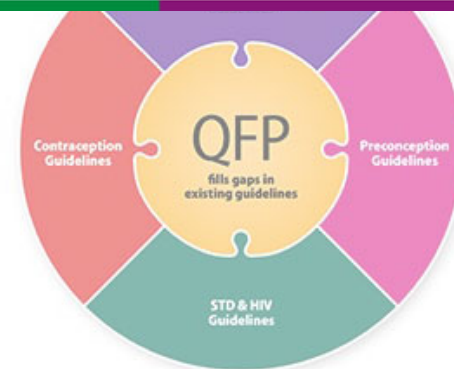 QFP
fills gaps in
existing guidelines
Contraception
Guidelines
Preconception
Guidelines
STD & HIV
Guidelines